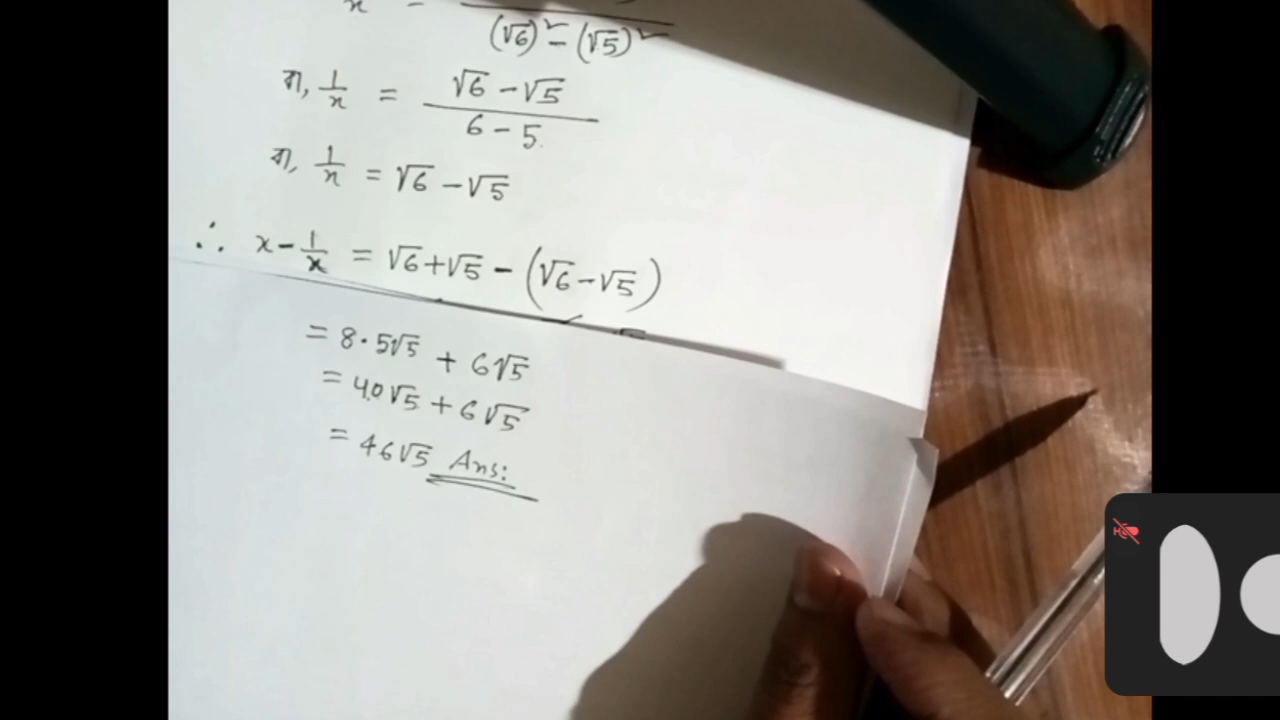 x = (√6)² − (√5)²
বা, 1/x = √6 − √5 / 6 − 5
বা, 1/x = √6 − √5
∴ x − 1/x = √6 + √5 − (√6 − √5)
= 8·5√5 + 6√5
= 40√5 + 6√5
= 46√5 Ans: